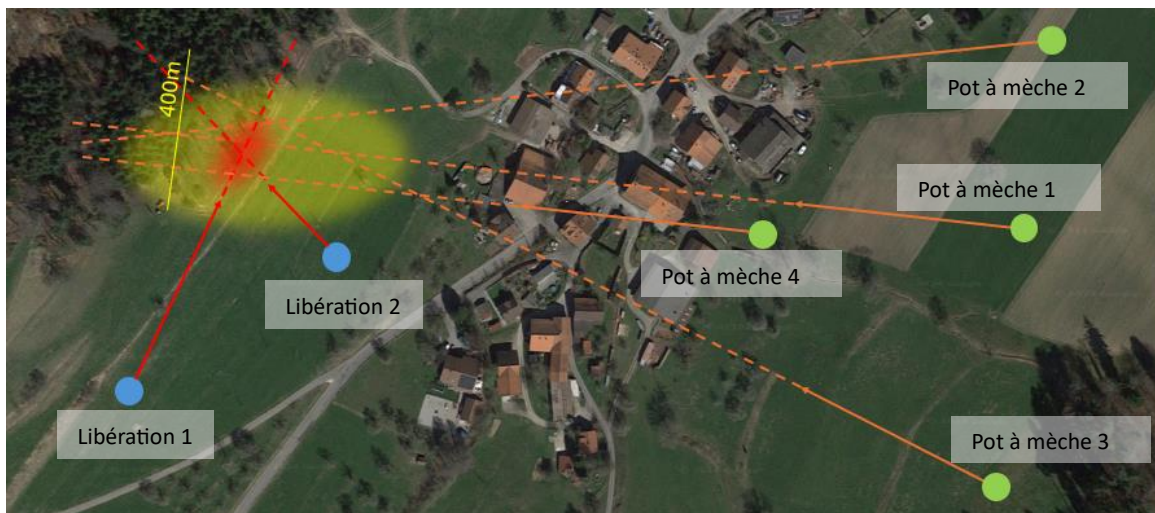 400m
Pot à mèche 2
Pot à mèche 1
Pot à mèche 4
Libération 2
Libération 1
Pot à mèche 3